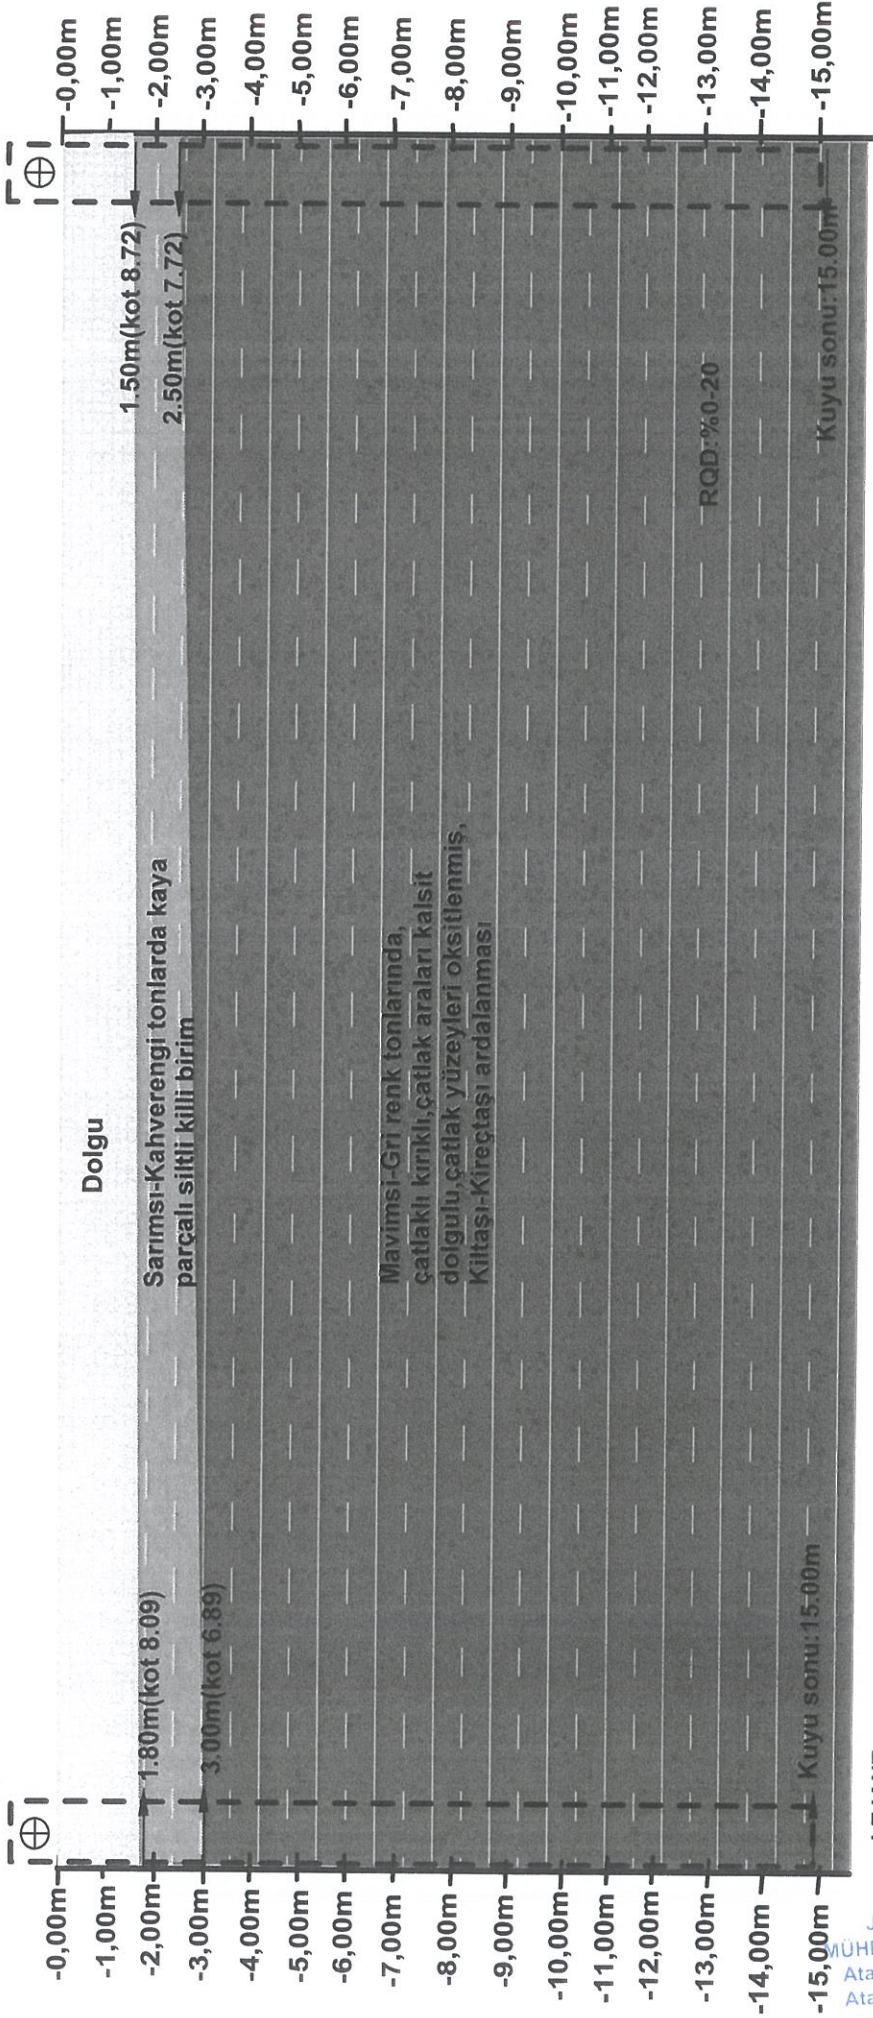 -0,00m
-1,00m
-2,00m
-3,00m
-4,00m
-5,00m
-6,00m
-7,00m
-8,00m
-9,00m
-10,00m
-11,00m
-12,00m
-13,00m
-14,00m
-15,00m
1.80m(kot 8.09)
3.00m(kot 6.89)
Kuyu sonu:15.00m
Dolgu
Sarımsı-Kahverengi tonlarda kaya
parçalı siltli killi birim
Mavimsi-Gri renk tonlarında,
çatlaklı kırıklı,çatlak araları kalsit
dolgulu,çatlak yüzeyleri oksitlenmiş,
Kiltaşı-Kireçtaşı ardalanması
RQD:%0-20
1.50m(kot 8.72)
2.50m(kot 7.72)
Kuyu sonu:15.00m
-0,00m
-1,00m
-2,00m
-3,00m
-4,00m
-5,00m
-6,00m
-7,00m
-8,00m
-9,00m
-10,00m
-11,00m
-12,00m
-13,00m
-14,00m
-15,00m